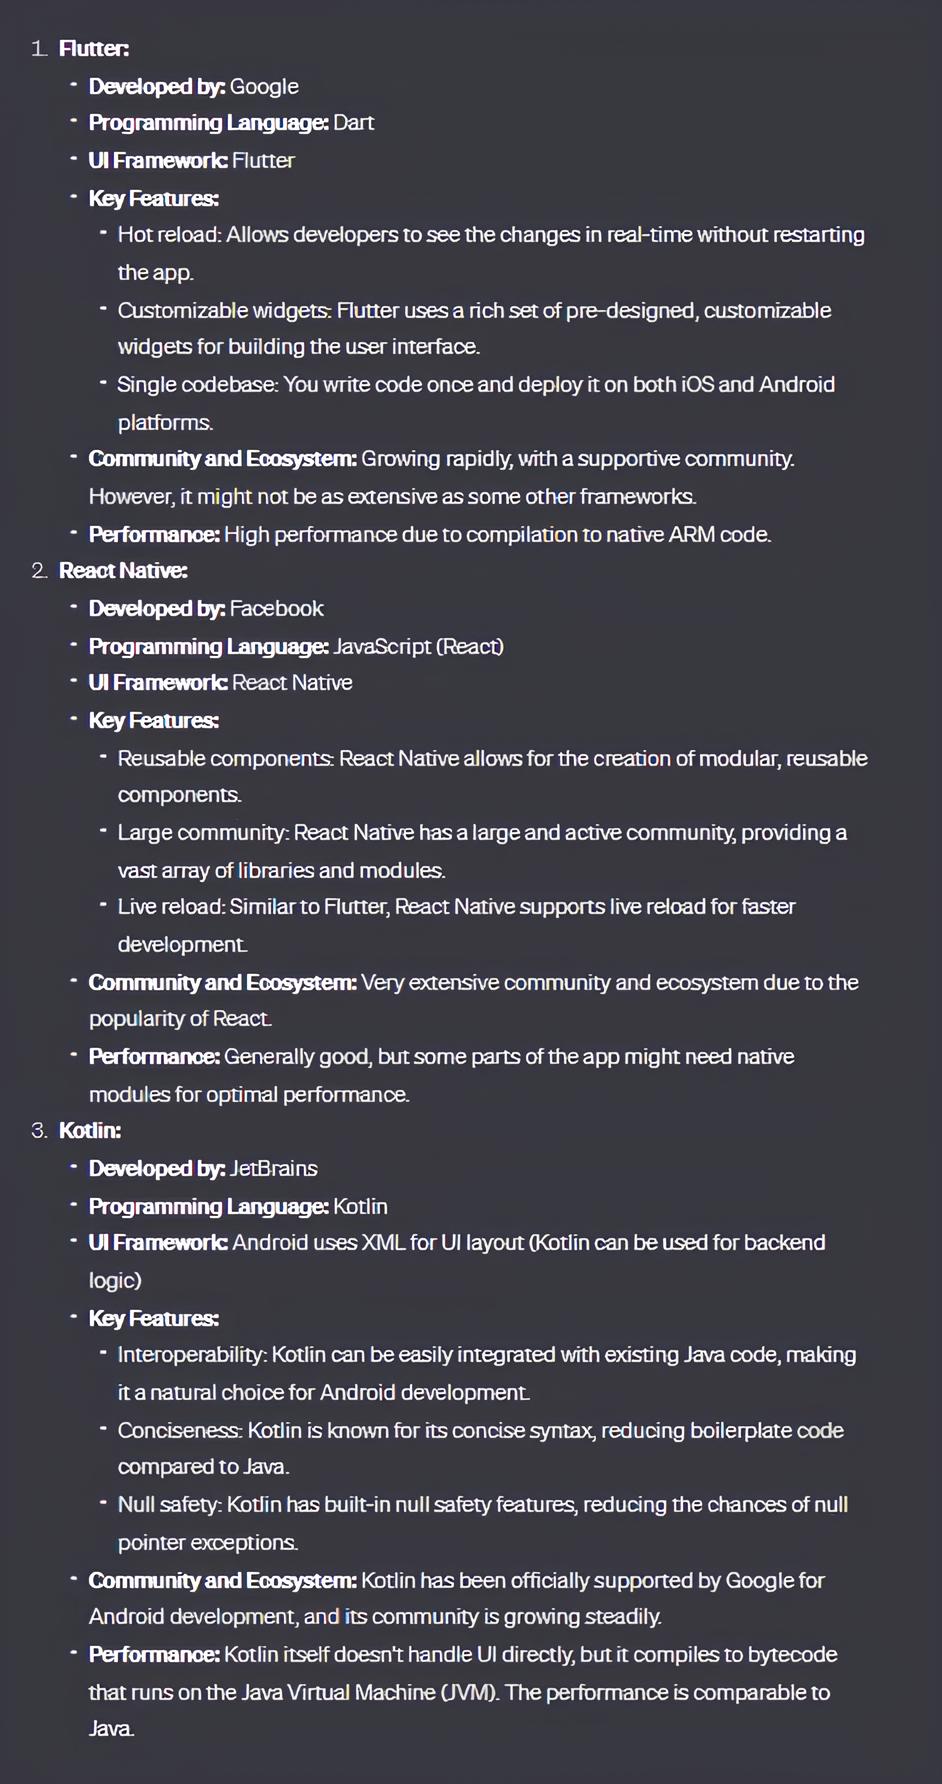 1. Flutter:
- Developed by: Google
- Programming Language: Dart
- UI Framework: Flutter
- Key Features:
- Hot reload: Allows developers to see the changes in real-time without restarting
the app.
- Customizable widgets: Flutter uses a rich set of pre-designed, customizable
widgets for building the user interface.
- Single codebase: You write code once and deploy it on both iOS and Android
platforms.
- Community and Ecosystem: Growing rapidly, with a supportive community.
However, it might not be as extensive as some other frameworks.
- Performance: High performance due to compilation to native ARM code.
2. React Native:
- Developed by: Facebook
- Programming Language: JavaScript (React)
- UI Framework: React Native
- Key Features:
- Reusable components: React Native allows for the creation of modular, reusable
components.
- Large community: React Native has a large and active community, providing a
vast array of libraries and modules.
- Live reload: Similar to Flutter, React Native supports live reload for faster
development.
- Community and Ecosystem: Very extensive community and ecosystem due to the
popularity of React.
- Performance: Generally good, but some parts of the app might need native
modules for optimal performance.
3. Kotlin:
- Developed by: JetBrains
- Programming Language: Kotlin
- UI Framework: Android uses XML for UI layout (Kotlin can be used for backend
logic)
- Key Features:
- Interoperability: Kotlin can be easily integrated with existing Java code, making
it a natural choice for Android development.
- Conciseness: Kotlin is known for its concise syntax, reducing boilerplate code
compared to Java.
- Null safety: Kotlin has built-in null safety features, reducing the chances of null
pointer exceptions.
- Community and Ecosystem: Kotlin has been officially supported by Google for
Android development, and its community is growing steadily.
- Performance: Kotlin itself doesn't handle UI directly, but it compiles to bytecode
that runs on the Java Virtual Machine (JVM). The performance is comparable to
Java.